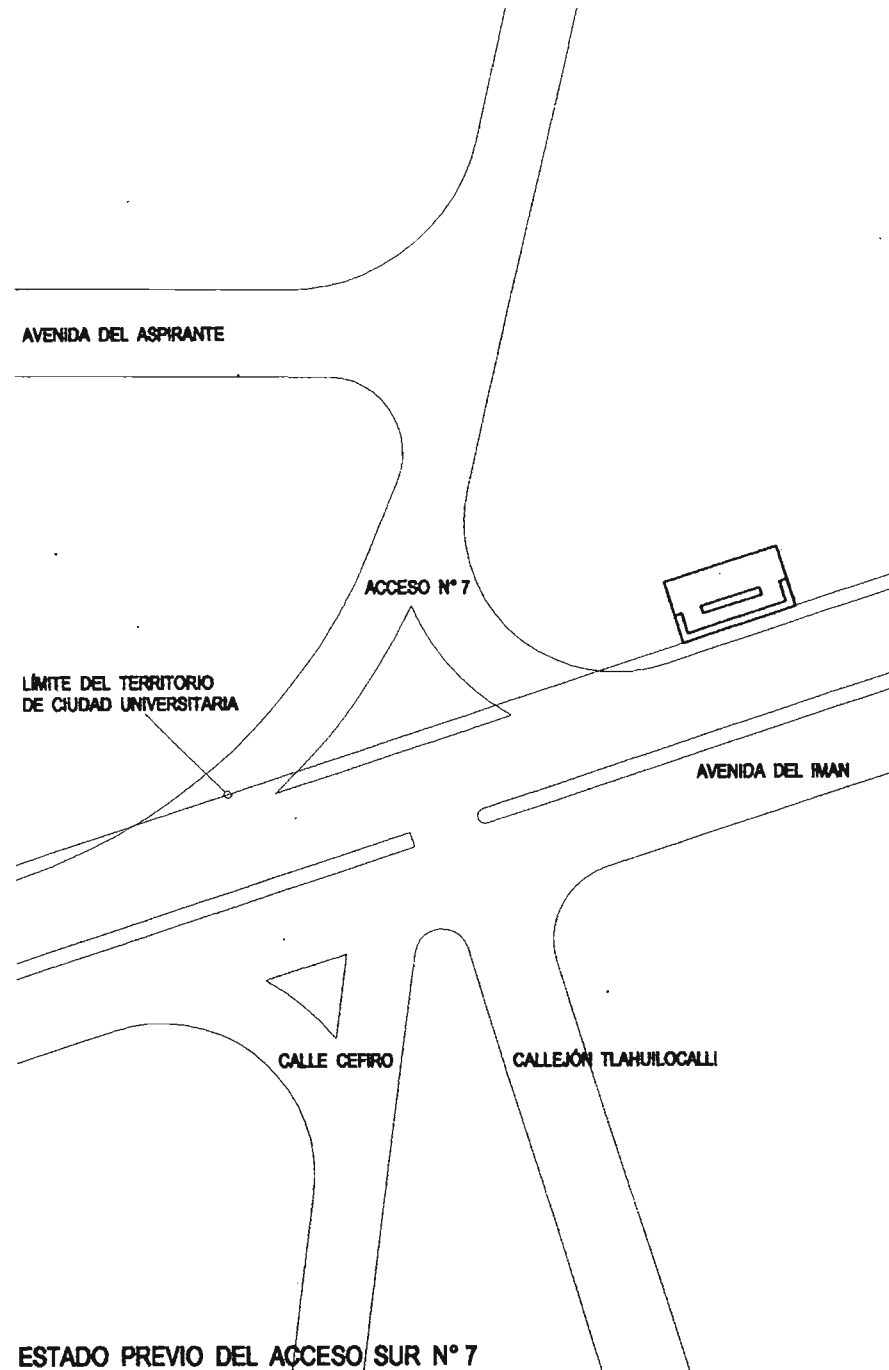 AVENIDA DEL ASPIRANTE
ACCESO N° 7
LÍMITE DEL TERRITORIO
DE CIUDAD UNIVERSITARIA
AVENIDA DEL IMAN
CALLE CEFIRO
CALLEJÓN TLAHUILOCALLI
ESTADO PREVIO DEL ACCESO SUR N° 7